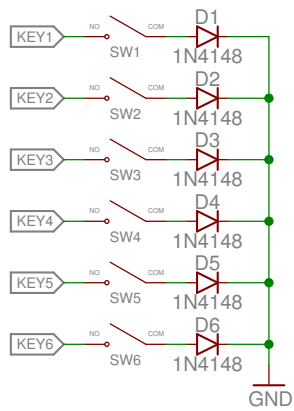 D1
KEY1 NO COM
SW1 1N4148
D2
KEY2 NO COM
SW2 1N4148
D3
KEY3 NO COM
SW3 1N4148
D4
KEY4 NO COM
SW4 1N4148
D5
KEY5 NO COM
SW5 1N4148
D6
KEY6 NO COM
SW6 1N4148
GND